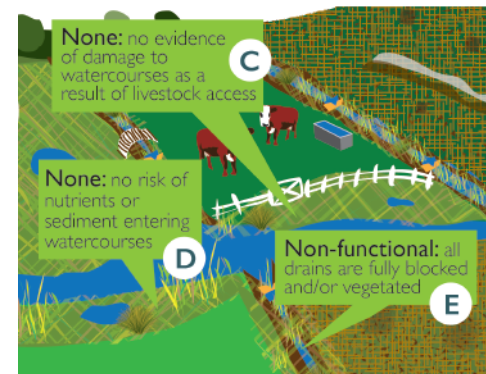 None: no evidence
of damage to
watercourses as a
result of livestock access
C
None: no risk of
nutrients or
sediment entering
watercourses
D
Non-functional: all
drains are fully blocked
and/or vegetated
E